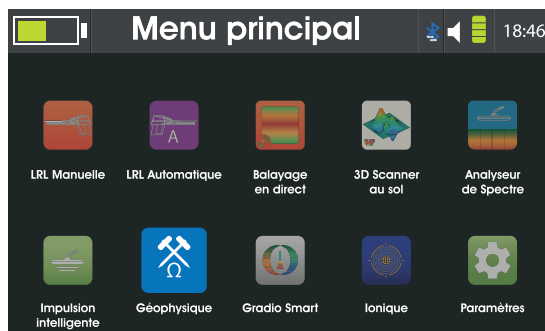 Menu principal
18:46
A
LRL Manuelle
LRL Automatique
Balayage
en direct
3D Scanner
au sol
Analyseur
de Spectre
Ω
Impulsion
intelligente
Géophysique
Gradio Smart
Ionique
Paramètres